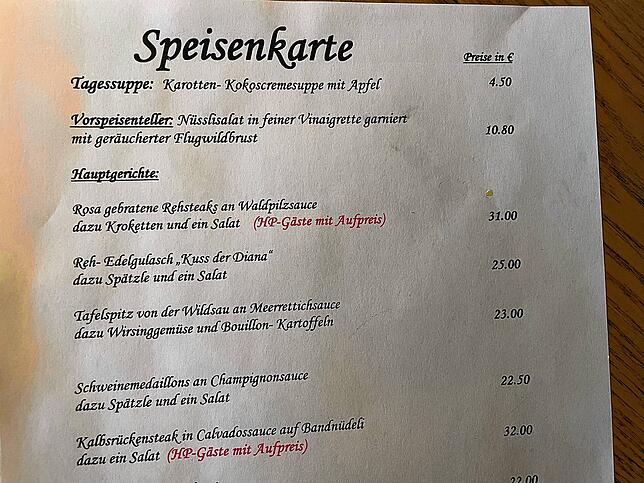 Speisenkarte
Preise in €
Tagessuppe: Karotten- Kokoscremesuppe mit Apfel 4.50
Vorspeisenteller: Nüsslisalat in feiner Vinaigrette garniert
mit geräucherter Flugwildbrust 10.80
Hauptgerichte:
Rosa gebratene Rehsteaks an Waldpilzsauce
dazu Kroketten und ein Salat (HP-Gäste mit Aufpreis) 31.00
Reh- Edelgulasch „Kuss der Diana“ 25.00
dazu Spätzle und ein Salat
Tafelspitz von der Wildsau an Meerrettichsauce 23.00
dazu Wirsinggemüse und Bouillon- Kartoffeln
Schweinemedaillons an Champignonsauce 22.50
dazu Spätzle und ein Salat
Kalbsrückensteak in Calvadossauce auf Bandnüdeli 32.00
dazu ein Salat (HP-Gäste mit Aufpreis)
22.00